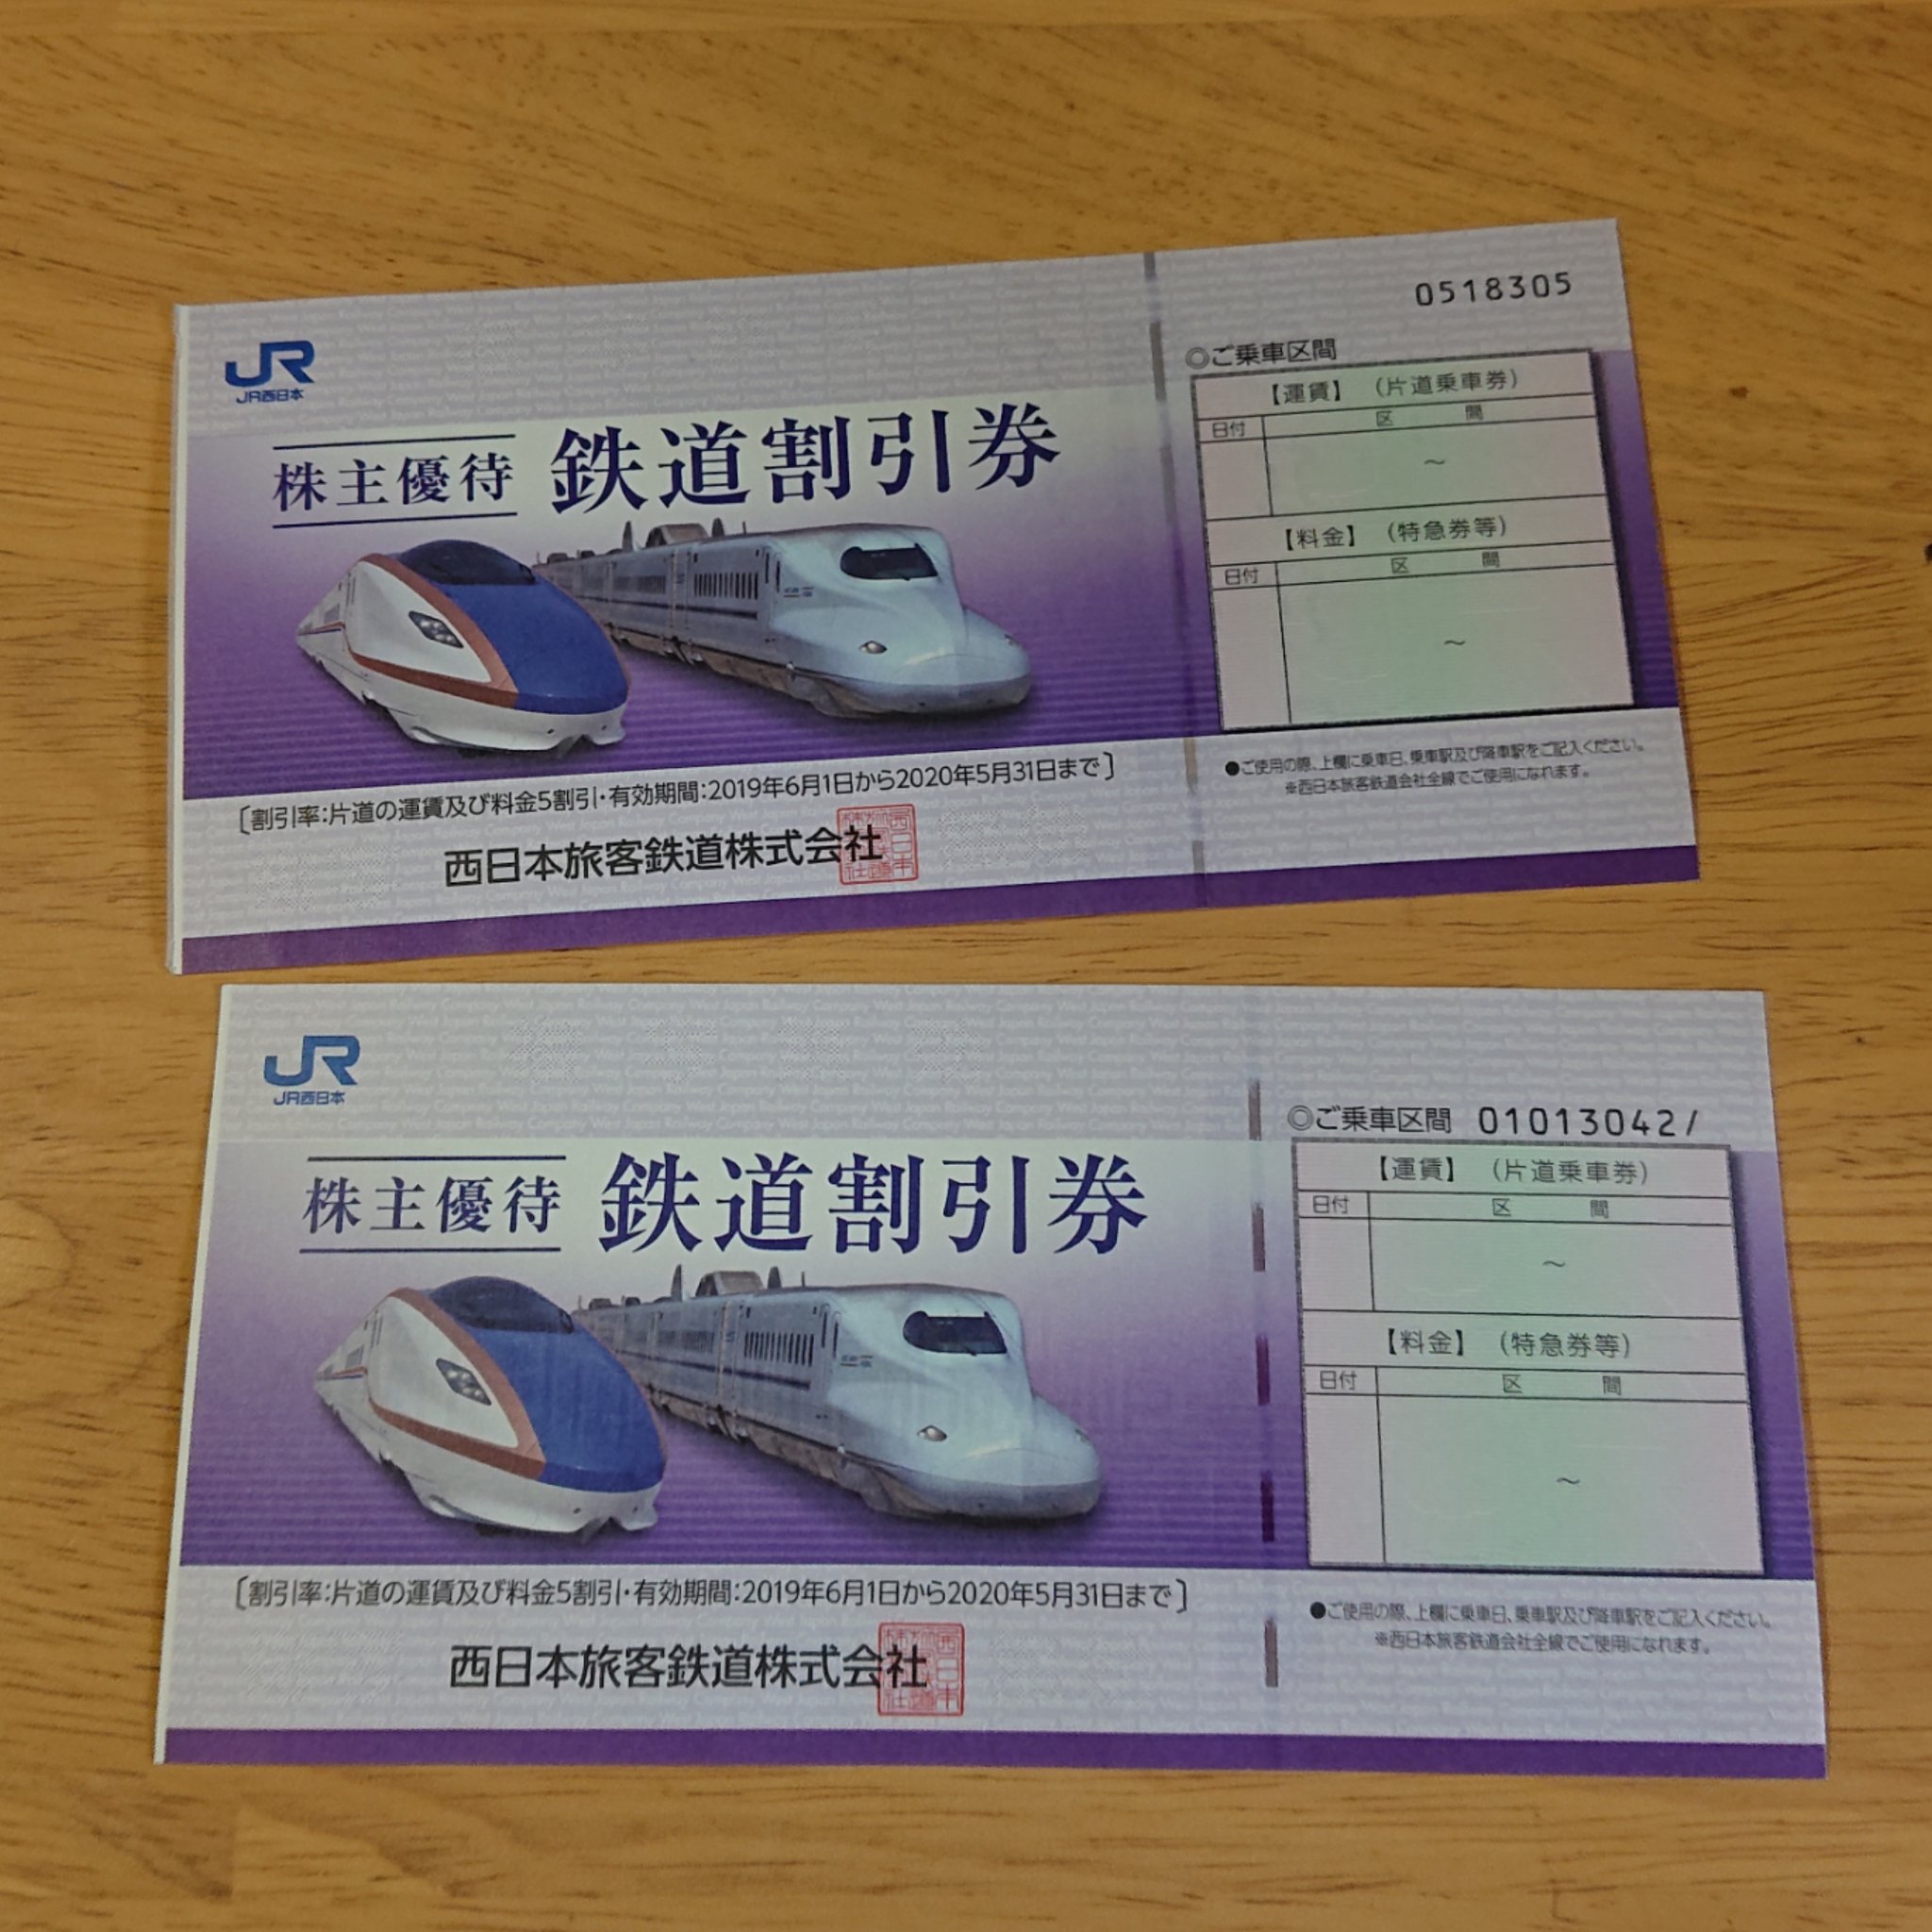 0518305
JR
JR西日本
◎ご乗車区間
【運賃】 (片道乗車券)
日付 区 間
～
株主優待 鉄道割引券
【料金】 (特急券等)
日付 区 間
～
[割引率:片道の運賃及び料金5割引・有効期間:2019年6月1日から2020年5月31日まで]
西日本旅客鉄道株式会社
●ご使用の際、上欄に乗車日、乗車駅及び降車駅をご記入ください。
※西日本旅客鉄道会社全線でご使用になれます。
JR
JR西日本
◎ご乗車区間 01013042/
【運賃】 (片道乗車券)
日付 区 間
～
株主優待 鉄道割引券
【料金】 (特急券等)
日付 区 間
～
[割引率:片道の運賃及び料金5割引・有効期間:2019年6月1日から2020年5月31日まで]
西日本旅客鉄道株式会社
●ご使用の際、上欄に乗車日、乗車駅及び降車駅をご記入ください。
※西日本旅客鉄道会社全線でご使用になれます。